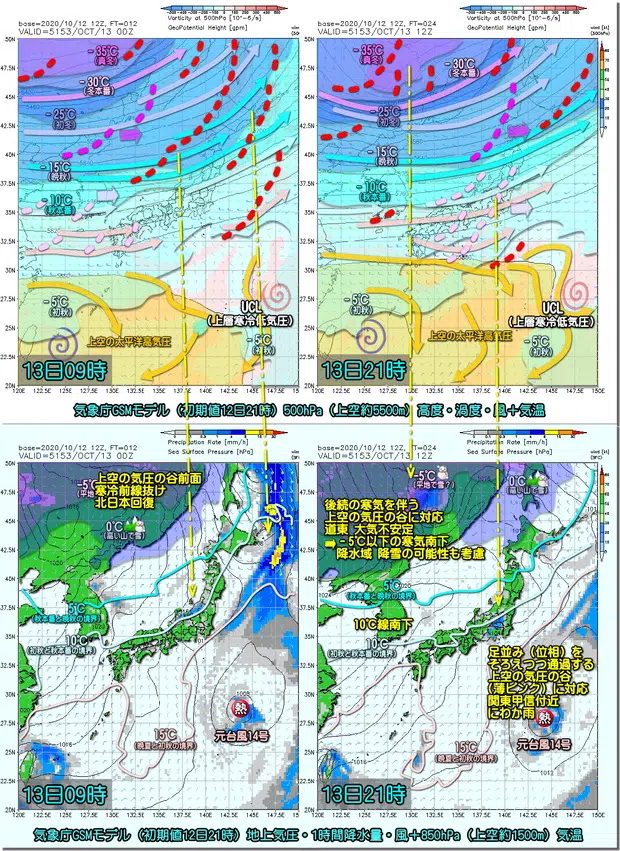 base=2020/10/12 12Z, FT=012
VALID=5153/OCT/13 00Z
Vorticity at 500hPa [10^-6/s]
GeoPotential Height [gpm]
-35℃
(真冬)
-30℃
(冬本番)
-25℃
(初冬)
-15℃
(晩秋)
-10℃
(秋本番)
-5℃
(初秋)
UCL
(上層寒冷低気圧)
-5℃
(初秋)
上空の太平洋高気圧
13日09時
base=2020/10/12 12Z, FT=024
VALID=5153/OCT/13 12Z
Vorticity at 500hPa [10^-6/s]
GeoPotential Height [gpm]
-35℃
(真冬)
-30℃
(冬本番)
-25℃
(初冬)
-15℃
(晩秋)
-10℃
(秋本番)
-5℃
(初秋)
UCL
(上層寒冷低気圧)
-5℃
(初秋)
上空の太平洋高気圧
13日21時
気象庁GSMモデル (初期値12日21時) 500hPa (上空約5500m) 高度・渦度・風+気温
base=2020/10/12 12Z, FT=012
VALID=5153/OCT/13 00Z
Precipitation Rate [mm/h]
Sea Surface Pressure [hPa]
上空の気圧の谷前面
寒冷前線抜け
北日本回復
-5℃
0℃
(高い山で雪)
5℃
(秋本番と晩秋の境界)
10℃
(初秋と秋本番の境界)
15℃
(晩夏と初秋の境界)
熱
元台風14号
13日09時
base=2020/10/12 12Z, FT=024
VALID=5153/OCT/13 12Z
Precipitation Rate [mm/h]
Sea Surface Pressure [hPa]
-5℃
(平地で雪?)
0℃
(高い山で雪)
後続の寒気を伴う
上空の気圧の谷に対応
道東 大気不安定
➡ -5℃以下の寒気南下
降水域 降雪の可能性も考慮
5℃
(秋本番と晩秋の境界)
10℃線南下
10℃
(初秋と秋本番の境界)
足並み (位相) を
そろえつつ通過する
上空の気圧の谷
(薄ピンク) に対応
関東甲信付近
にわか雨
15℃
(晩夏と初秋の境界)
熱
元台風14号
13日21時
気象庁GSMモデル (初期値12日21時) 地上気圧・1時間降水量・風+850hPa (上空約1500m) 気温